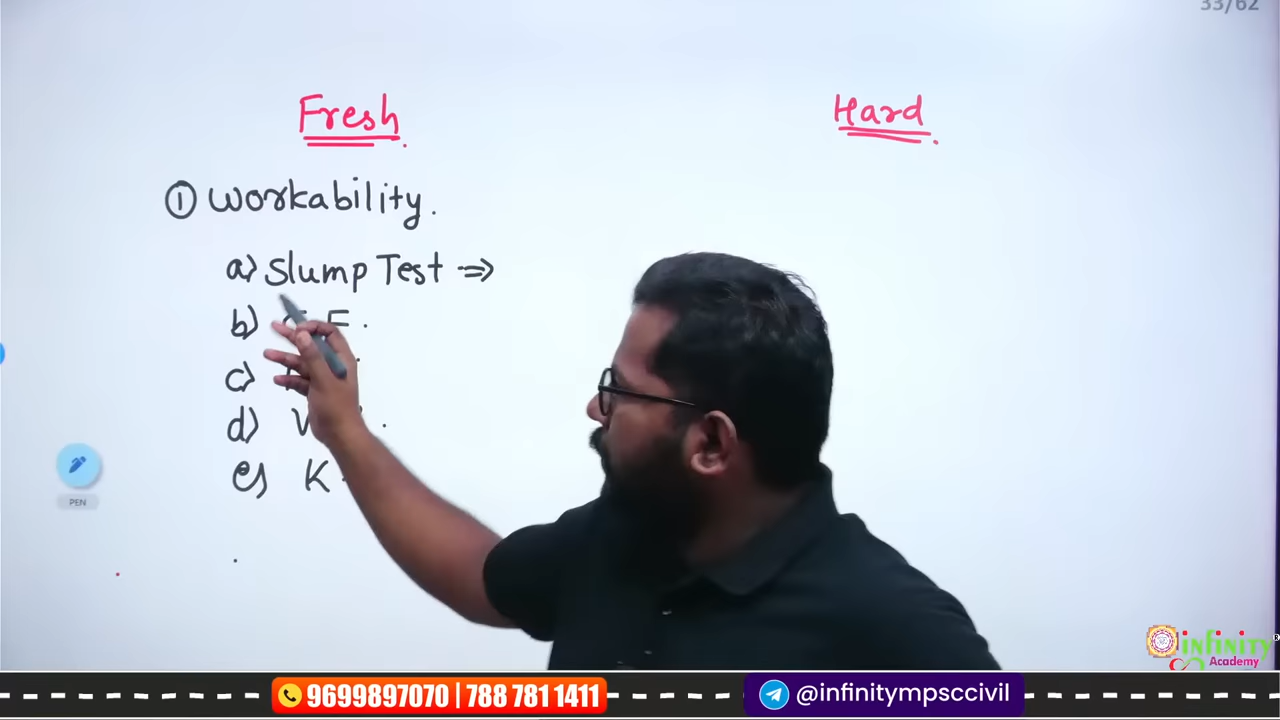 33/62
Fresh
Hard
① Workability.
a) Slump Test ⇒
b) F.
c)
d) V
e) K.
PEN
infinity
Academy
9699897070 | 788 781 1411
@infinitympsccivil